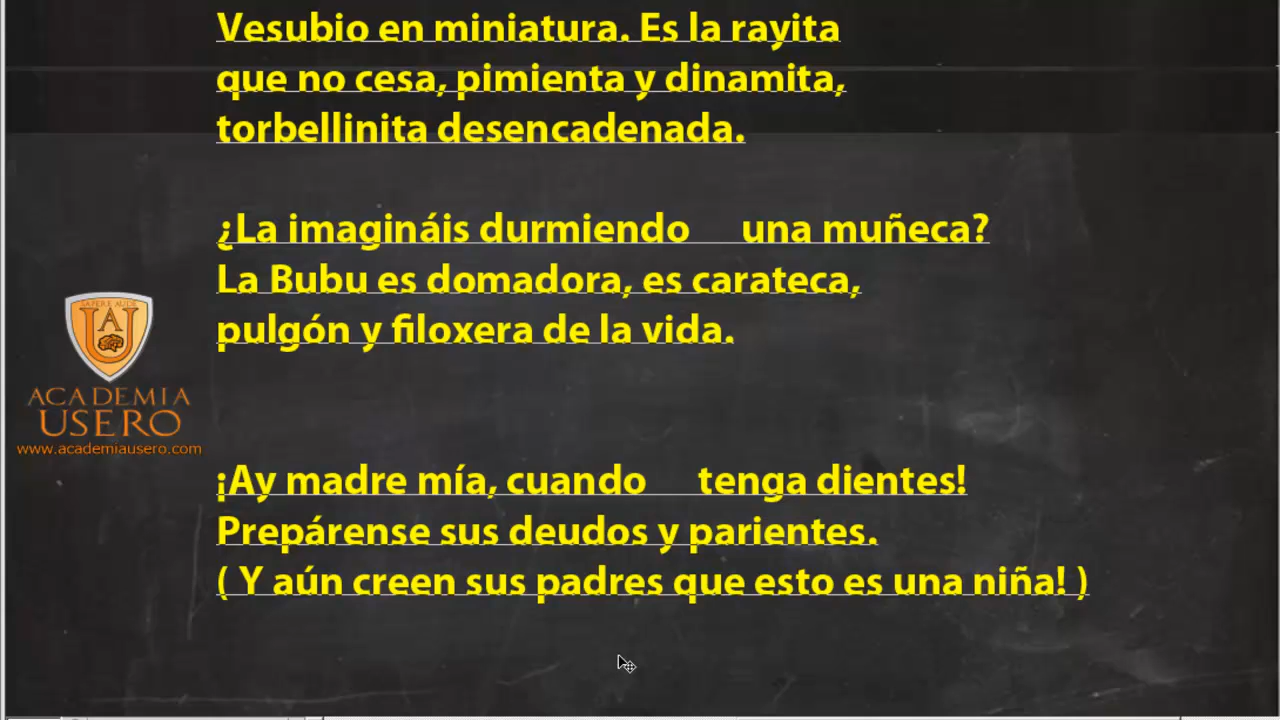 Vesubio en miniatura. Es la rayita
que no cesa, pimienta y dinamita,
torbellinita desencadenada.
¿La imagináis durmiendo una muñeca?
La Bubu es domadora, es carateca,
pulgón y filoxera de la vida.
SAPERE AUDE
UA
ACADEMIA
USERO
www.academiausero.com
¡Ay madre mía, cuando tenga dientes!
Prepárense sus deudos y parientes.
( Y aún creen sus padres que esto es una niña! )